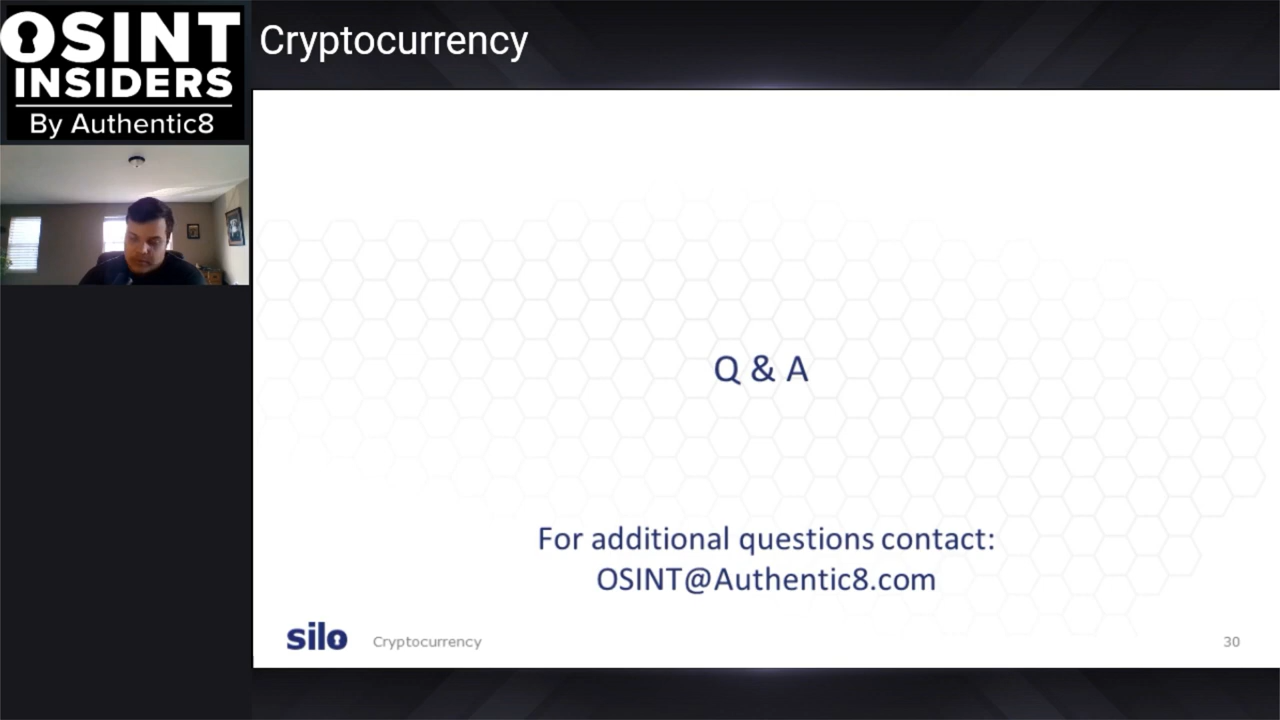 OSINT
INSIDERS
By Authentic8
Cryptocurrency
Q & A
For additional questions contact:
OSINT@Authentic8.com
silo
Cryptocurrency
30